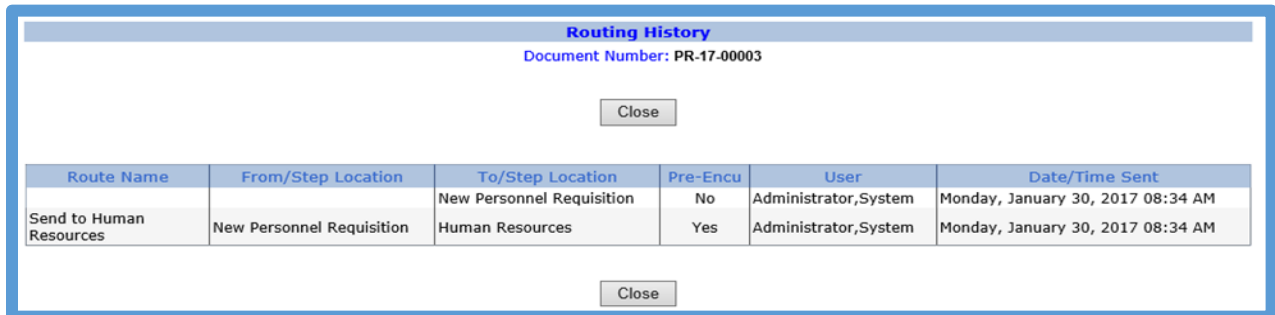 Routing History
Document Number: PR-17-00003
Close
Route Name From/Step Location To/Step Location Pre-Encu User Date/Time Sent
New Personnel Requisition No Administrator,System Monday, January 30, 2017 08:34 AM
Send to Human
Resources New Personnel Requisition Human Resources Yes Administrator,System Monday, January 30, 2017 08:34 AM
Close